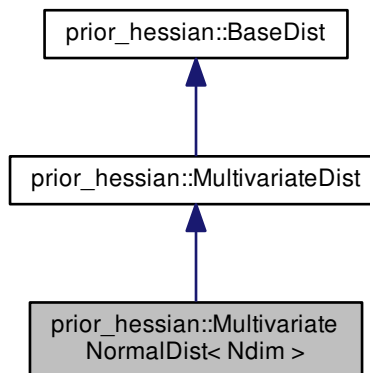 prior_hessian::BaseDist
prior_hessian::MultivariateDist
prior_hessian::Multivariate
NormalDist< Ndim >